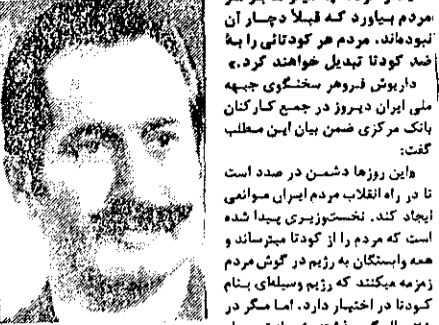 مردم بیاورد که قبلا دچار آن
نبوده‌اند. مردم هر کودتائی را به
ضد کودتا تبدیل خواهند کرد.»
داریوش فروهر سخنگوی جبهه
ملی ایران دیروز در جمع کارکنان
بانک مرکزی ضمن بیان این مطلب
گفت:
«این روزها دشمن در صدد است
تا در راه انقلاب مردم ایران موانعی
ایجاد کند. نخست‌وزیری پیدا شده
است که مردم را از کودتا میترساند و
همه وابستگان به رژیم در گوش مردم
زمزمه میکنند که رژیم وسیله‌ای بنام
کودتا در اختیار دارد. اما مگر در